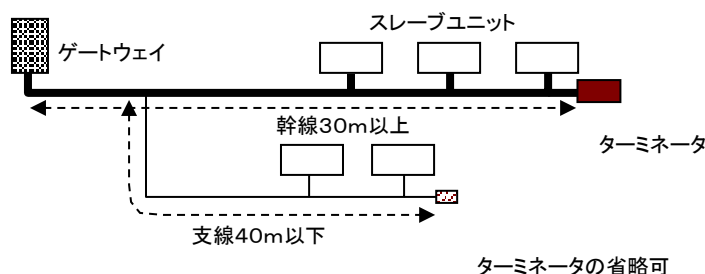 スレーブユニット
ゲートウェイ
幹線30m以上
ターミネータ
支線40m以下
ターミネータの省略可